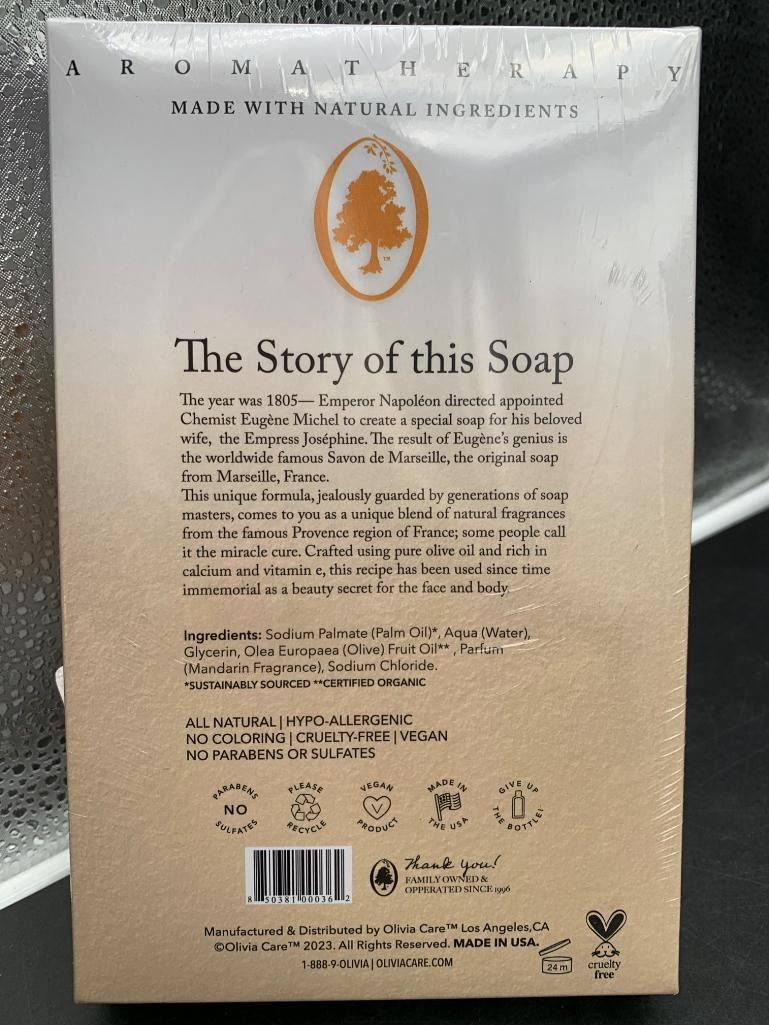 AROMATHERAPY
MADE WITH NATURAL INGREDIENTS
TM
The Story of this Soap
The year was 1805— Emperor Napoléon directed appointed
Chemist Eugène Michel to create a special soap for his beloved
wife, the Empress Joséphine. The result of Eugène's genius is
the worldwide famous Savon de Marseille, the original soap
from Marseille, France.
This unique formula, jealously guarded by generations of soap
masters, comes to you as a unique blend of natural fragrances
from the famous Provence region of France; some people call
it the miracle cure. Crafted using pure olive oil and rich in
calcium and vitamin e, this recipe has been used since time
immemorial as a beauty secret for the face and body.
Ingredients: Sodium Palmate (Palm Oil)*, Aqua (Water),
Glycerin, Olea Europaea (Olive) Fruit Oil** , Parfum
(Mandarin Fragrance), Sodium Chloride.
*SUSTAINABLY SOURCED **CERTIFIED ORGANIC
ALL NATURAL | HYPO-ALLERGENIC
NO COLORING | CRUELTY-FREE | VEGAN
NO PARABENS OR SULFATES
PARABENS NO SULFATES
PLEASE RECYCLE
VEGAN V PRODUCT
MADE IN THE USA
GIVE UP THE BOTTLE!
8 50381 00036 2
Thank you!
FAMILY OWNED &
OPPERATED SINCE 1996
Manufactured & Distributed by Olivia Care™ Los Angeles,CA
©Olivia Care™ 2023. All Rights Reserved. MADE IN USA.
1-888-9-OLIVIA | OLIVIACARE.COM
24 m
cruelty
free